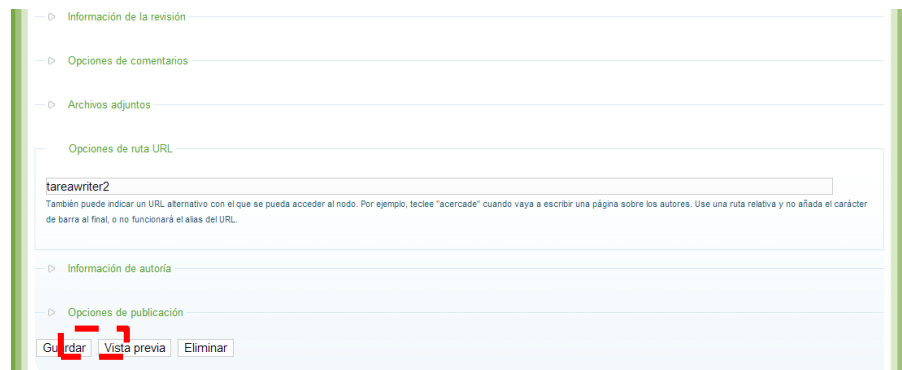 Información de la revisión
Opciones de comentarios
Archivos adjuntos
Opciones de ruta URL
tareawriter2
También puede indicar un URL alternativo con el que se pueda acceder al nodo. Por ejemplo, teclee "acercade" cuando vaya a escribir una página sobre los autores. Use una ruta relativa y no añada el carácter
de barra al final, o no funcionará el alias del URL.
Información de autoría
Opciones de publicación
Guardar Vista previa Eliminar